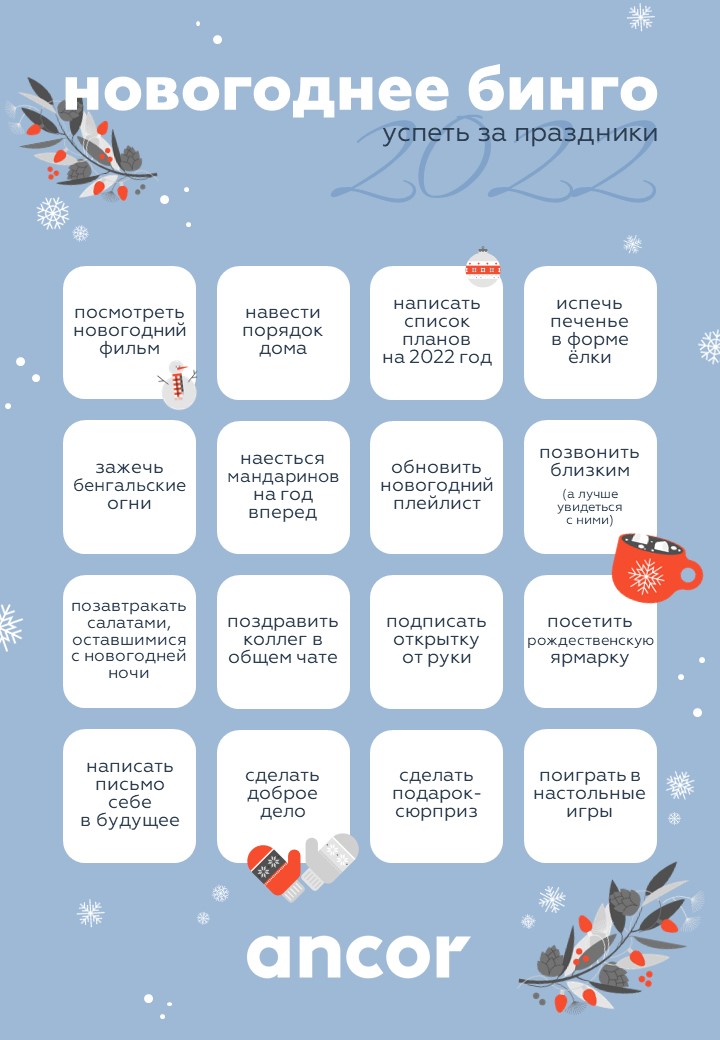 новогоднее бинго
успеть за праздники
2022
посмотреть
новогодний
фильм
навести
порядок
дома
написать
список
планов
на 2022 год
испечь
печенье
в форме
ёлки
зажечь
бенгальские
огни
наесться
мандаринов
на год
вперед
обновить
новогодний
плейлист
позвонить
близким
(а лучше
увидеться
с ними)
позавтракать
салатами,
оставшимися
с новогодней
ночи
поздравить
коллег в
общем чате
подписать
открытку
от руки
посетить
рождественскую
ярмарку
написать
письмо
себе
в будущее
сделать
доброе
дело
сделать
подарок-
сюрприз
поиграть в
настольные
игры
ancor